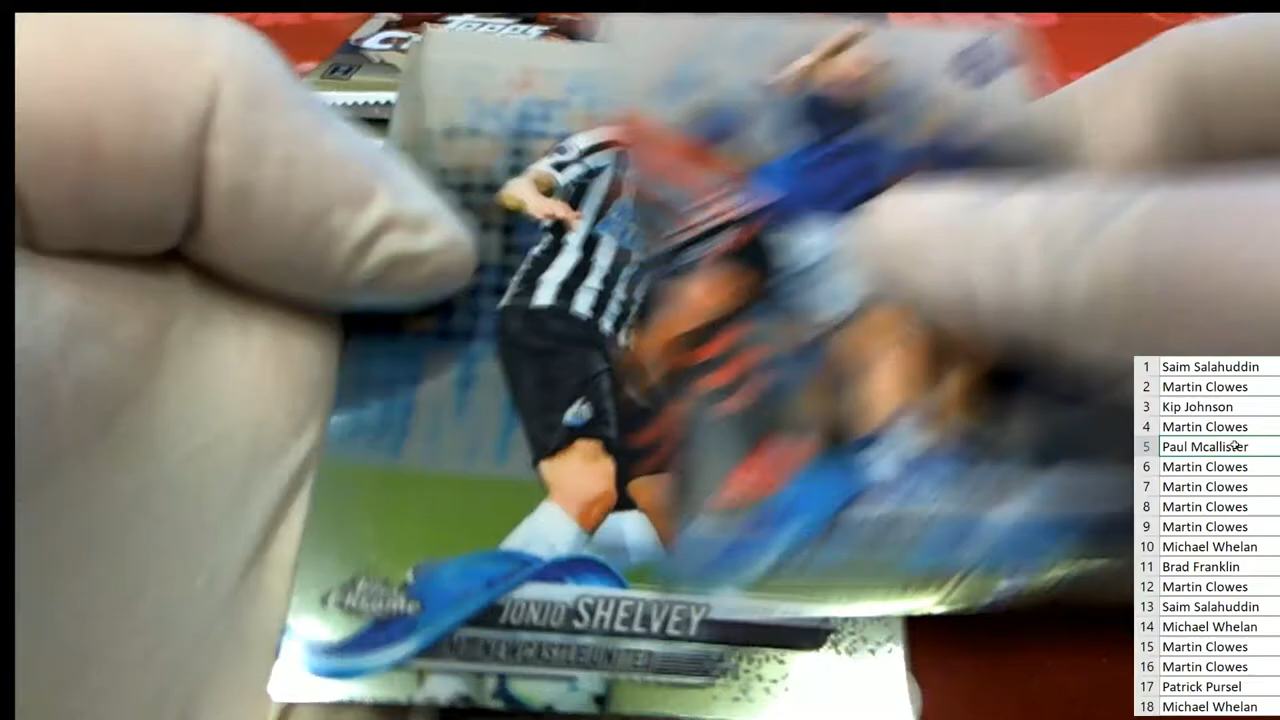 Topps
Chrome
JONJO SHELVEY
NEWCASTLE UNITED
1 Saim Salahuddin
2 Martin Clowes
3 Kip Johnson
4 Martin Clowes
5 Paul Mcallister
6 Martin Clowes
7 Martin Clowes
8 Martin Clowes
9 Martin Clowes
10 Michael Whelan
11 Brad Franklin
12 Martin Clowes
13 Saim Salahuddin
14 Michael Whelan
15 Martin Clowes
16 Martin Clowes
17 Patrick Pursel
18 Michael Whelan